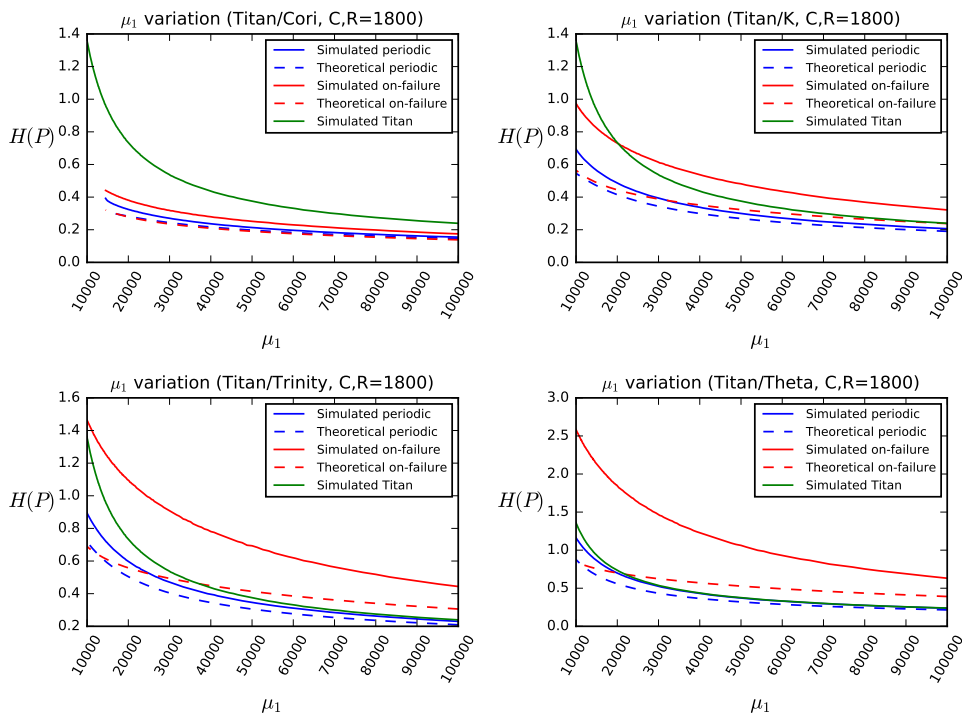 μ₁ variation (Titan/Cori, C,R=1800)
H(P)
1.4
1.2
1.0
0.8
0.6
0.4
0.2
0.0
Simulated periodic
Theoretical periodic
Simulated on-failure
Theoretical on-failure
Simulated Titan
10000
20000
30000
40000
50000
60000
70000
80000
90000
100000
μ₁
μ₁ variation (Titan/K, C,R=1800)
H(P)
1.4
1.2
1.0
0.8
0.6
0.4
0.2
0.0
Simulated periodic
Theoretical periodic
Simulated on-failure
Theoretical on-failure
Simulated Titan
10000
20000
30000
40000
50000
60000
70000
80000
90000
100000
μ₁
μ₁ variation (Titan/Trinity, C,R=1800)
H(P)
1.6
1.4
1.2
1.0
0.8
0.6
0.4
0.2
Simulated periodic
Theoretical periodic
Simulated on-failure
Theoretical on-failure
Simulated Titan
10000
20000
30000
40000
50000
60000
70000
80000
90000
100000
μ₁
μ₁ variation (Titan/Theta, C,R=1800)
H(P)
3.0
2.5
2.0
1.5
1.0
0.5
0.0
Simulated periodic
Theoretical periodic
Simulated on-failure
Theoretical on-failure
Simulated Titan
10000
20000
30000
40000
50000
60000
70000
80000
90000
100000
μ₁